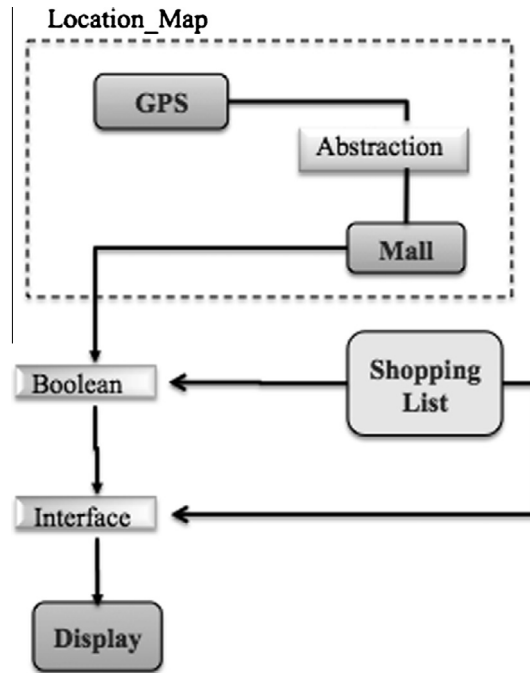 Location_Map
GPS
Abstraction
Mall
Boolean
Shopping
List
Interface
Display